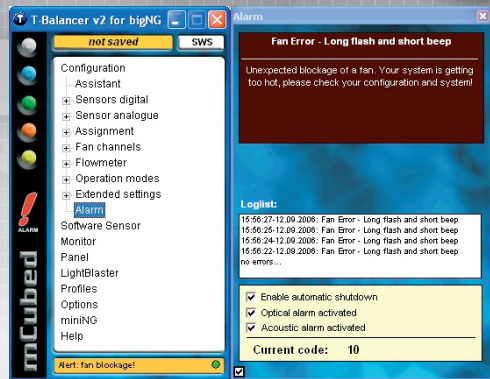 T-Balancer v2 for bigNG
not saved
SWS
Configuration
Assistant
Sensors digital
Sensor analogue
Assignment
Fan channels
Flowmeter
Operation modes
Extended settings
Alarm
Software Sensor
Monitor
Panel
LightBlaster
Profiles
Options
miniNG
Help
ALARM
mCubed
Alert: fan blockage!
Alarm
Fan Error - Long flash and short beep
Unexpected blockage of a fan. Your system is getting
too hot, please check your configuration and system!
Loglist:
15:56:27-12.09.2006: Fan Error - Long flash and short beep
15:56:25-12.09.2006: Fan Error - Long flash and short beep
15:56:24-12.09.2006: Fan Error - Long flash and short beep
15:56:22-12.09.2006: Fan Error - Long flash and short beep
no errors...
Enable automatic shutdown
Optical alarm activated
Acoustic alarm activated
Current code: 10